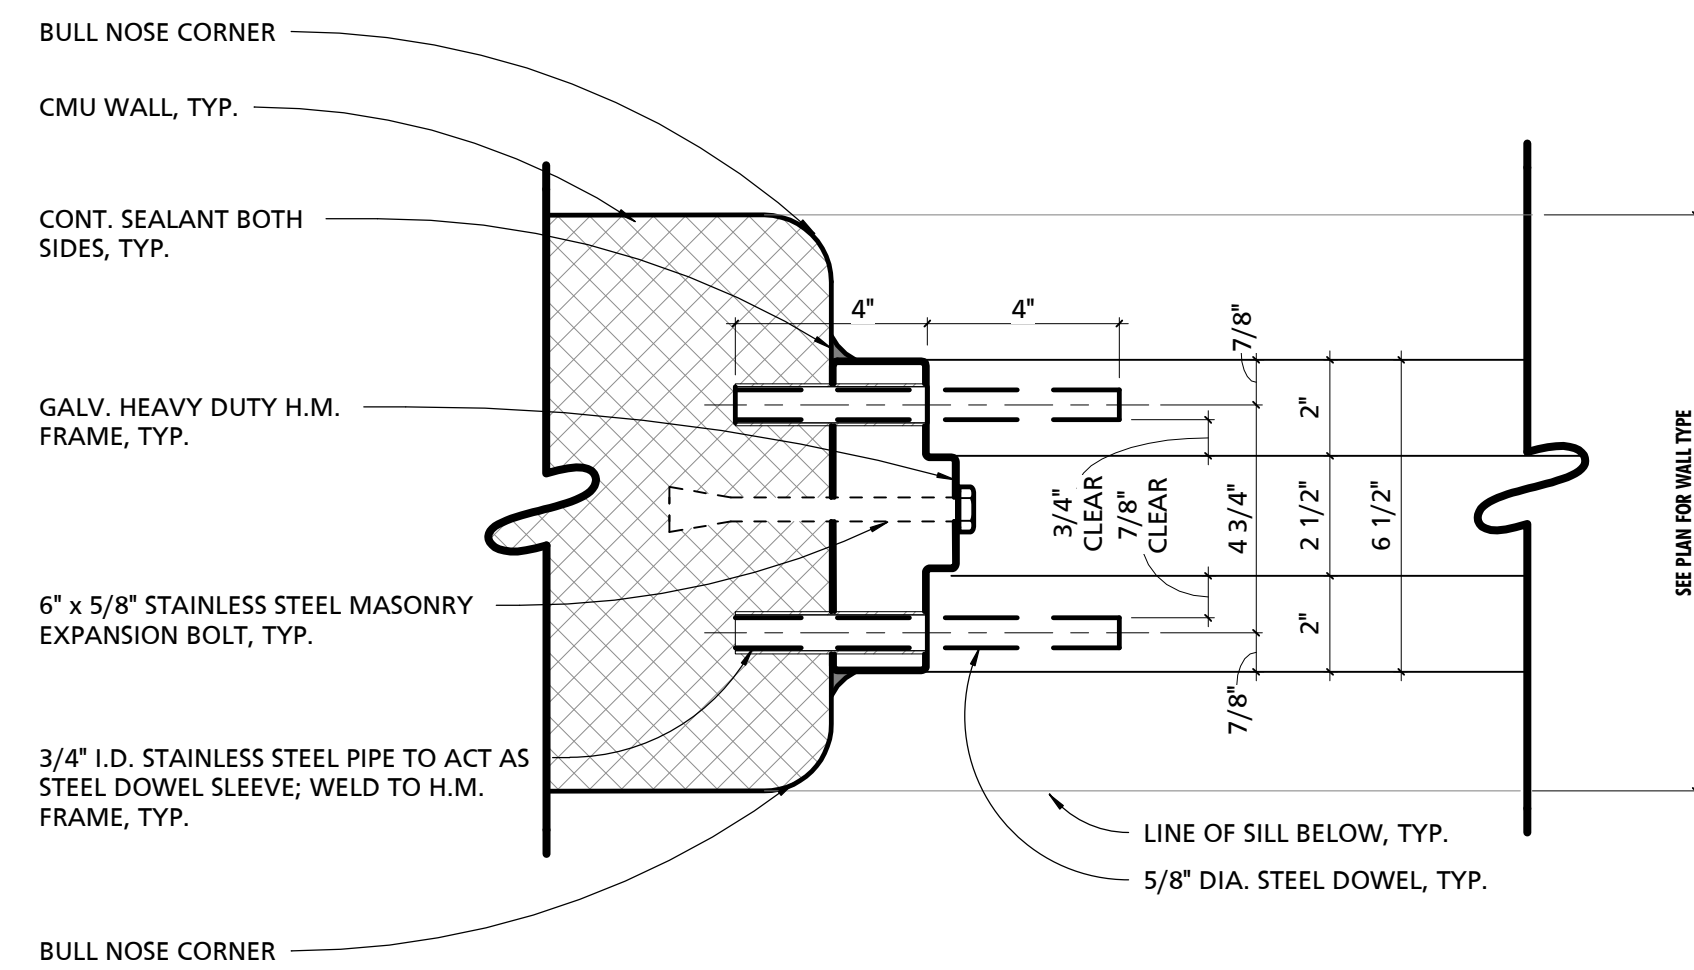 BULL NOSE CORNER
CMU WALL, TYP.
CONT. SEALANT BOTH
SIDES, TYP.
4"
4"
7/8"
GALV. HEAVY DUTY H.M.
FRAME, TYP.
2"
3/4"
CLEAR
7/8"
CLEAR
4 3/4"
2 1/2"
6 1/2"
SEE PLAN FOR WALL TYPE
6" x 5/8" STAINLESS STEEL MASONRY
EXPANSION BOLT, TYP.
2"
7/8"
3/4" I.D. STAINLESS STEEL PIPE TO ACT AS
STEEL DOWEL SLEEVE; WELD TO H.M.
FRAME, TYP.
LINE OF SILL BELOW, TYP.
5/8" DIA. STEEL DOWEL, TYP.
BULL NOSE CORNER